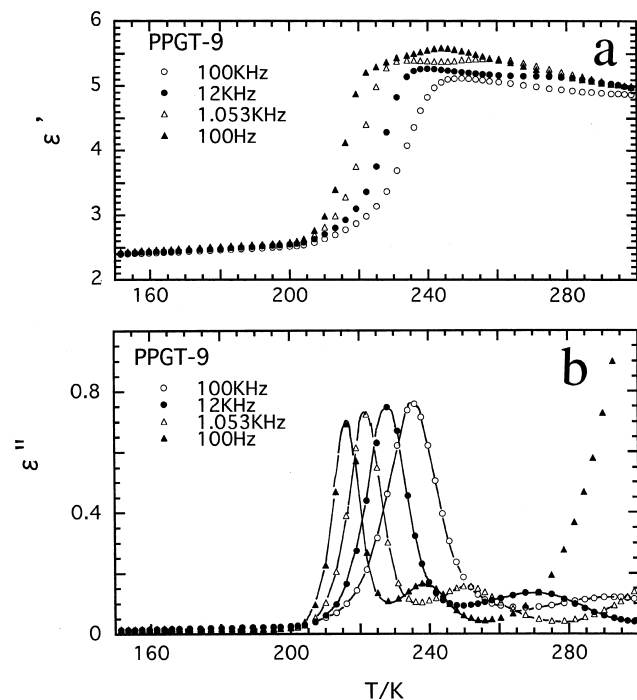 PPGT-9
a
○ 100KHz
● 12KHz
△ 1.053KHz
▲ 100Hz
6
5
4
3
2
ε'
160 200 240 280
PPGT-9
b
○ 100KHz
● 12KHz
△ 1.053KHz
▲ 100Hz
0.8
0.4
0
ε"
160 200 240 280
T/K